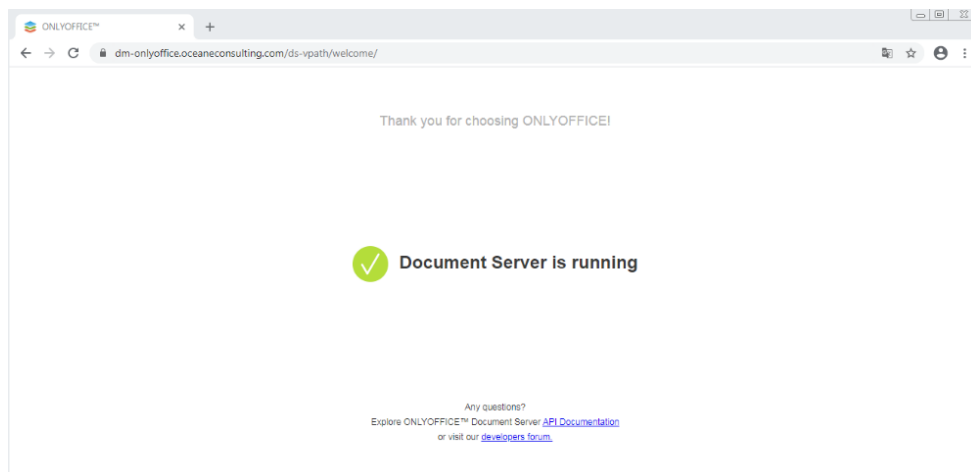 ONLYOFFICE™
dm-onlyoffice.oceaneconsulting.com/ds-vpath/welcome/
Thank you for choosing ONLYOFFICE!
Document Server is running
Any questions?
Explore ONLYOFFICE™ Document Server API Documentation
or visit our developers forum.